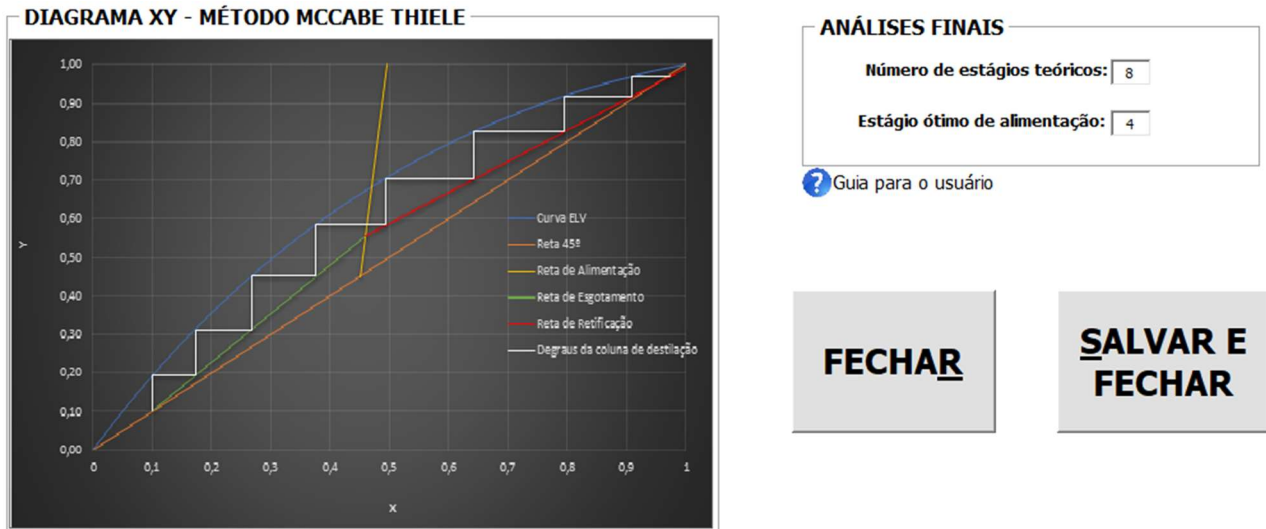 DIAGRAMA XY - MÉTODO MCCABE THIELE
1,00
0,90
0,80
0,70
0,60
0,50
0,40
0,30
0,20
0,10
0,00
Y
0
0,1
0,2
0,3
0,4
0,5
0,6
0,7
0,8
0,9
1
X
Curva ELV
Reta 45º
Reta de Alimentação
Reta de Esgotamento
Reta de Retificação
Degraus da coluna de destilação
ANÁLISES FINAIS
Número de estágios teóricos: 8
Estágio ótimo de alimentação: 4
? Guia para o usuário
FECHAR
SALVAR E
FECHAR